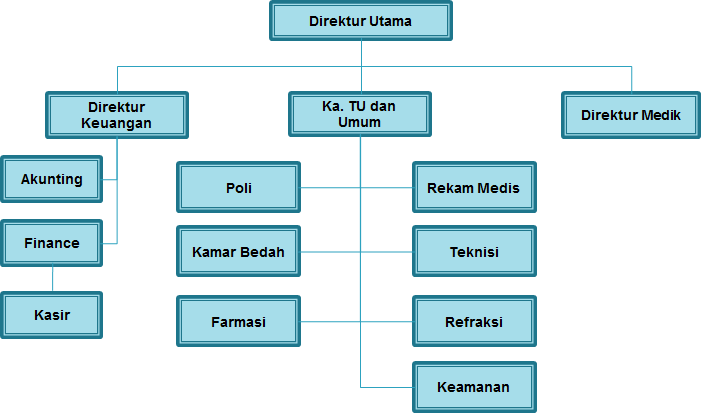 Direktur Utama
Direktur
Keuangan
Ka. TU dan
Umum
Direktur Medik
Akunting
Poli
Rekam Medis
Finance
Kamar Bedah
Teknisi
Kasir
Farmasi
Refraksi
Keamanan